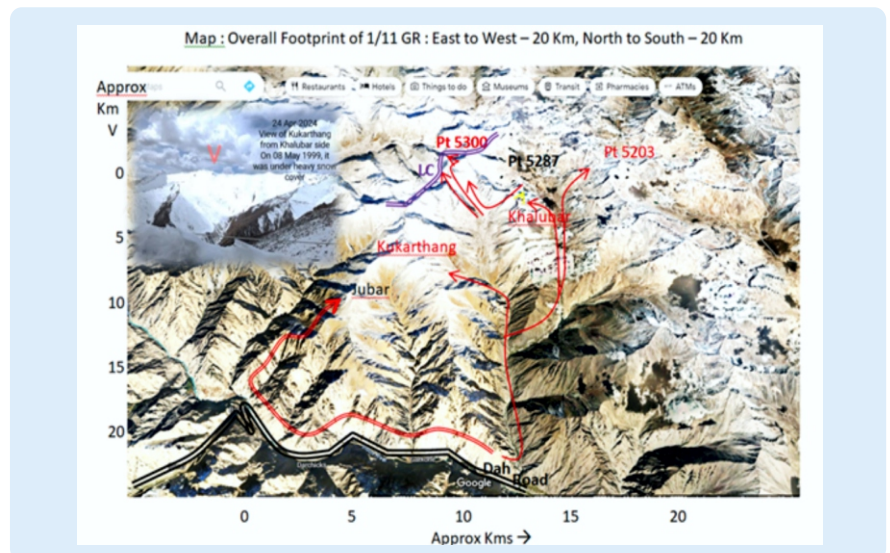 Map : Overall Footprint of 1/11 GR : East to West – 20 Km, North to South – 20 Km
Approx
Km
V
Restaurants
Hotels
Things to do
Museums
Transit
Pharmacies
ATMs
24 Apr-2024
View of Kukarthang
from Khalubar side
On 08 May 1999, it
was under heavy snow
cover
V
Pt 5300
Pt 5287
Pt 5203
LC
Khalubar
Kukarthang
Jubar
0
5
10
15
20
Dah
Road
Google
0
5
10
15
20
Approx Kms →